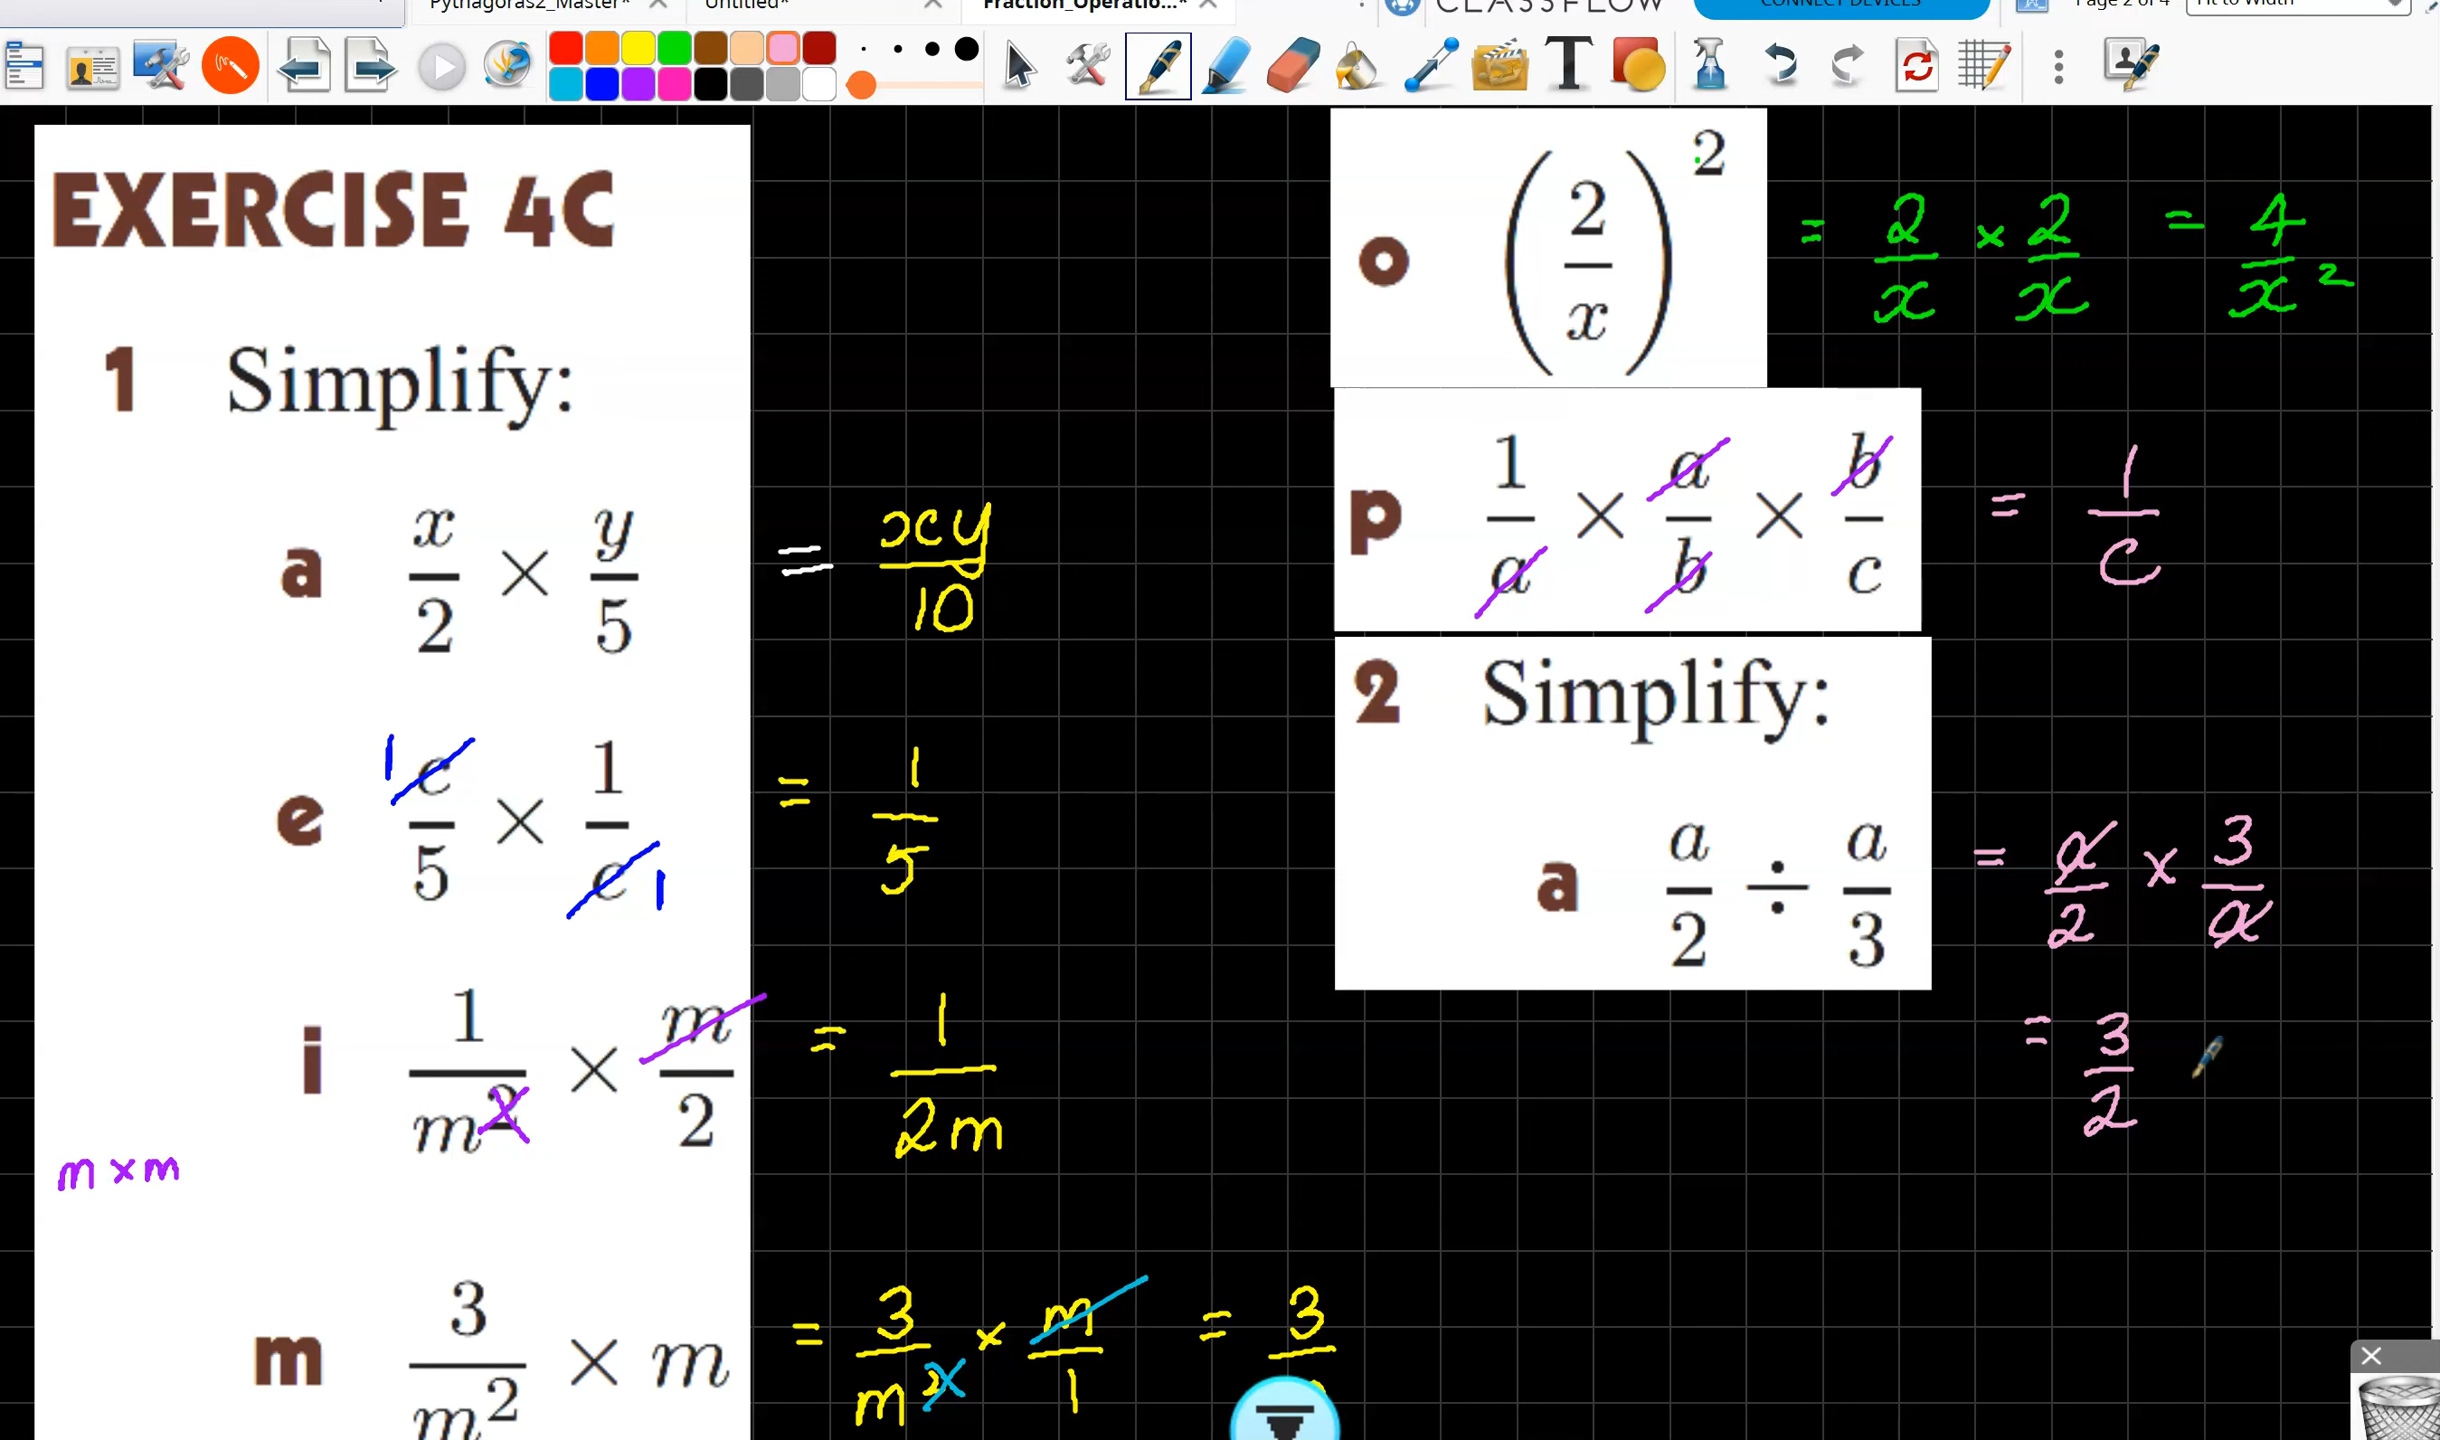 Pythagoras2_Master*
Untitled*
Fraction_Operatio...*
CLASSFLOW
CONNECT DEVICES
Page 2 of 4
Fit to Width
EXERCISE 4C
1 Simplify:
a x/2 × y/5 = xy/10
e c/5 × 1/c = 1/5
1
1
i 1/m² × m/2 = 1/2m
m × m
m 3/m² × m = 3/m² × m/1 = 3/
o (2/x)² = 2/x × 2/x = 4/x²
p 1/a × a/b × b/c = 1/c
2 Simplify:
a a/2 ÷ a/3 = a/2 × 3/a
= 3/2